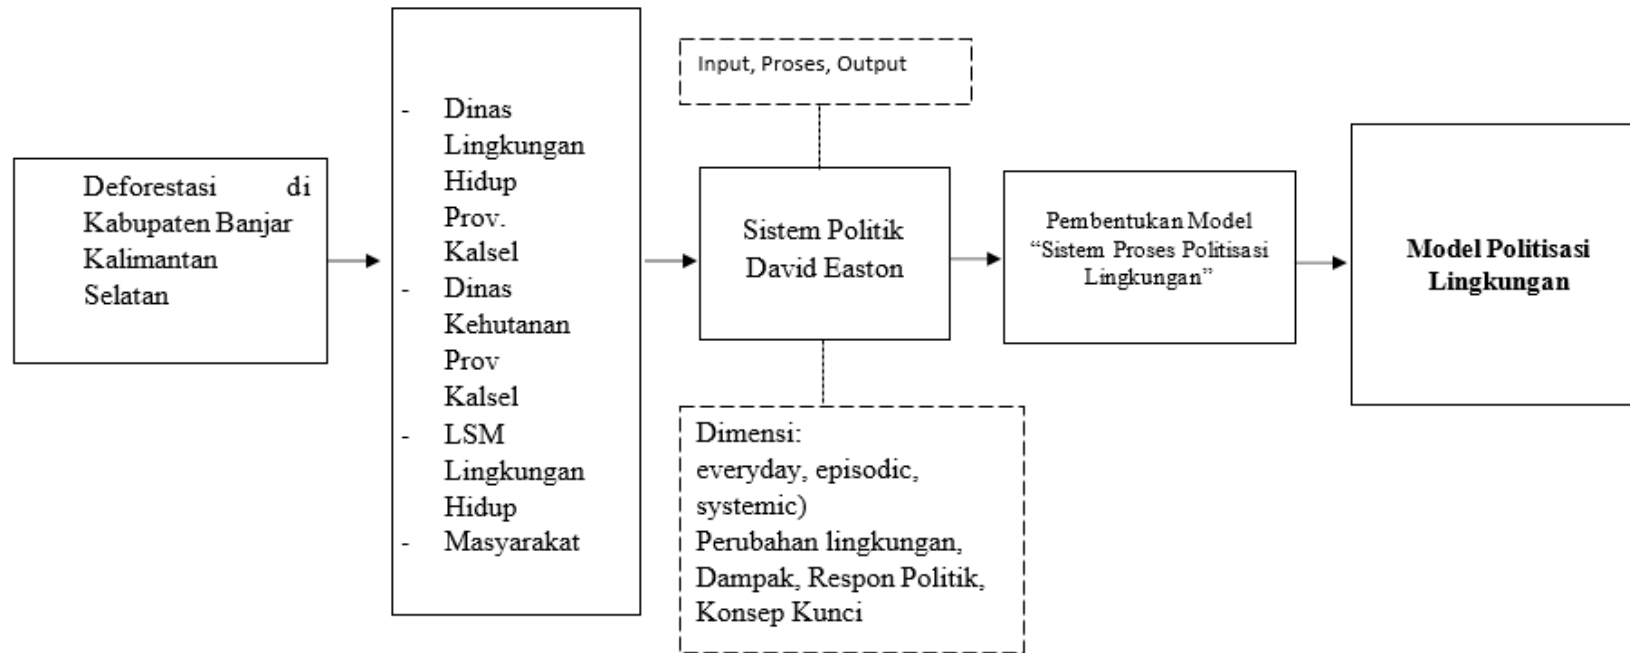 Deforestasi di
Kabupaten Banjar
Kalimantan
Selatan
- Dinas
Lingkungan
Hidup
Prov.
Kalsel
- Dinas
Kehutanan
Prov
Kalsel
- LSM
Lingkungan
Hidup
- Masyarakat
Input, Proses, Output
Sistem Politik
David Easton
Dimensi:
everyday, episodic,
systemic)
Perubahan lingkungan,
Dampak, Respon Politik,
Konsep Kunci
Pembentukan Model
“Sistem Proses Politisasi
Lingkungan”
Model Politisasi
Lingkungan